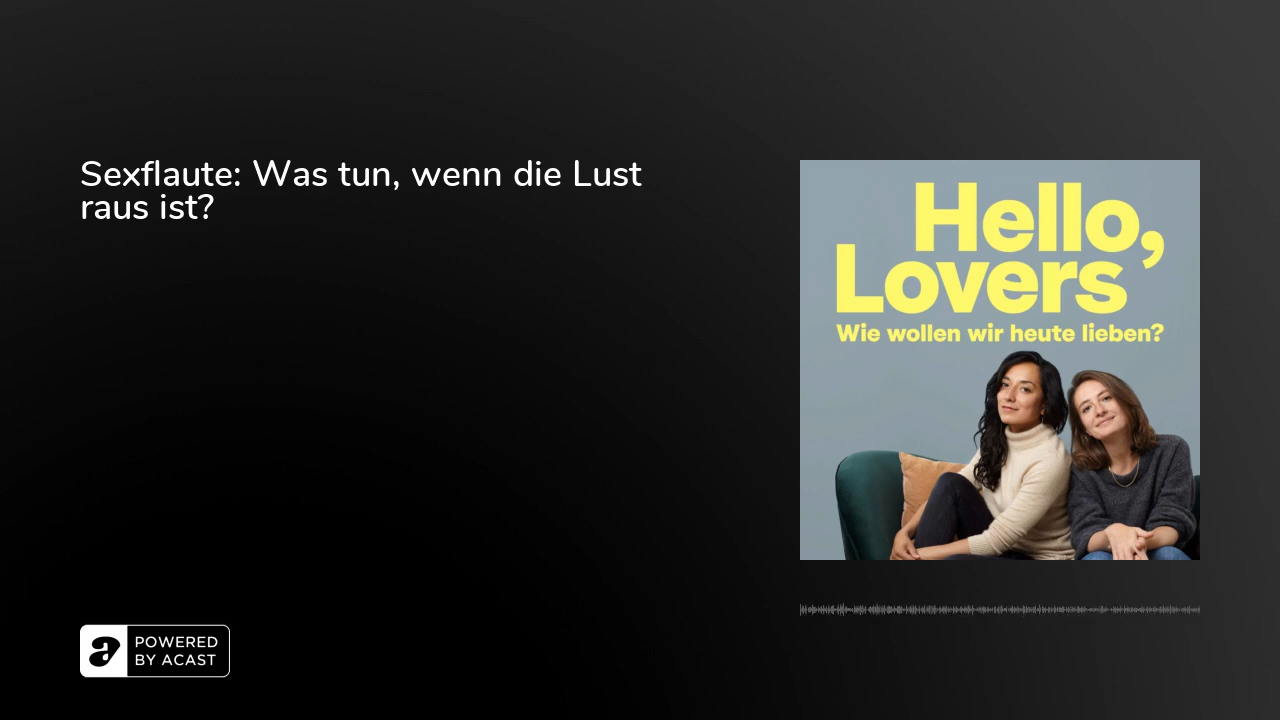 Sexflaute: Was tun, wenn die Lust
raus ist?
Hello,
Lovers
Wie wollen wir heute lieben?
a
POWERED
BY ACAST